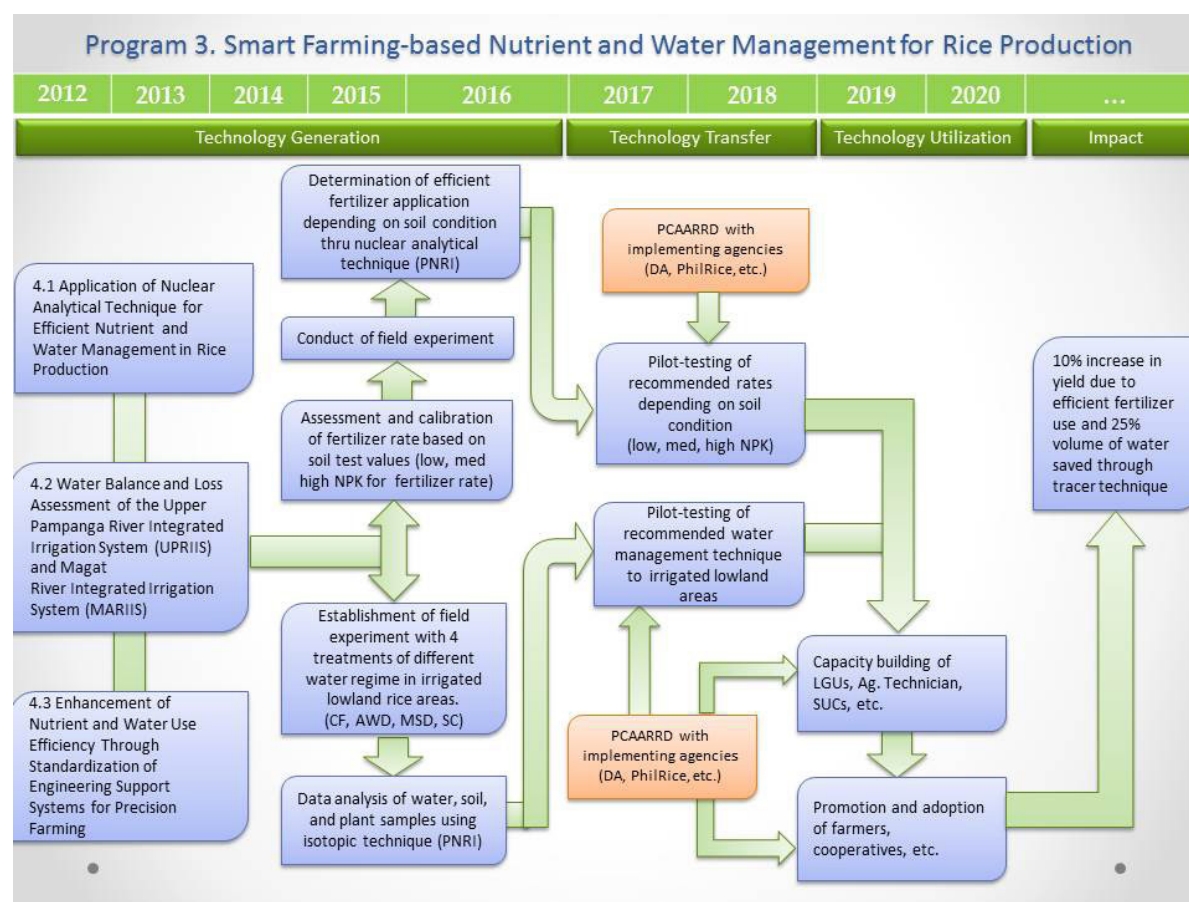 Program 3. Smart Farming-based Nutrient and Water Management for Rice Production
2012
2013
2014
2015
2016
2017
2018
2019
2020
...
Technology Generation
Technology Transfer
Technology Utilization
Impact
4.1 Application of Nuclear
Analytical Technique for
Efficient Nutrient and
Water Management in Rice
Production
4.2 Water Balance and Loss
Assessment of the Upper
Pampanga River Integrated
Irrigation System (UPRIIS)
and Magat
River Integrated Irrigation
System (MARIIS)
4.3 Enhancement of
Nutrient and Water Use
Efficiency Through
Standardization of
Engineering Support
Systems for Precision
Farming
Determination of efficient
fertilizer application
depending on soil condition
thru nuclear analytical
technique (PNRI)
Conduct of field experiment
Assessment and calibration
of fertilizer rate based on
soil test values (low, med
high NPK for fertilizer rate)
Establishment of field
experiment with 4
treatments of different
water regime in irrigated
lowland rice areas.
(CF, AWD, MSD, SC)
Data analysis of water, soil,
and plant samples using
isotopic technique (PNRI)
PCAARRD with
implementing agencies
(DA, PhilRice, etc.)
Pilot-testing of
recommended rates
depending on soil
condition
(low, med, high NPK)
Pilot-testing of
recommended water
management technique
to irrigated lowland
areas
PCAARRD with
implementing agencies
(DA, PhilRice, etc.)
Capacity building of
LGUs, Ag. Technician,
SUCs, etc.
Promotion and adoption
of farmers,
cooperatives, etc.
10% increase in
yield due to
efficient fertilizer
use and 25%
volume of water
saved through
tracer technique